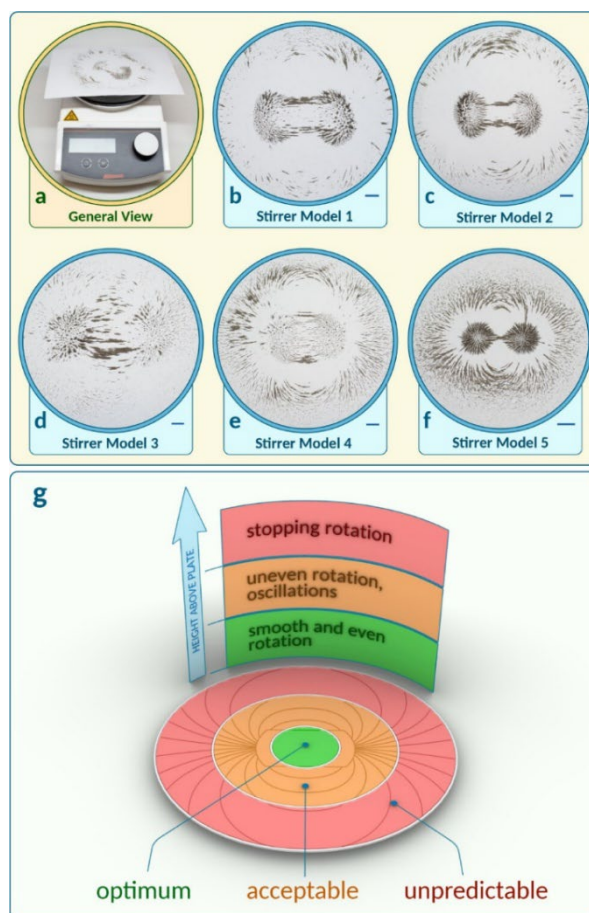 a
General View
b
Stirrer Model 1
c
Stirrer Model 2
d
Stirrer Model 3
e
Stirrer Model 4
f
Stirrer Model 5
g
HEIGHT ABOVE PLATE
stopping rotation
uneven rotation,
oscillations
smooth and even
rotation
optimum
acceptable
unpredictable